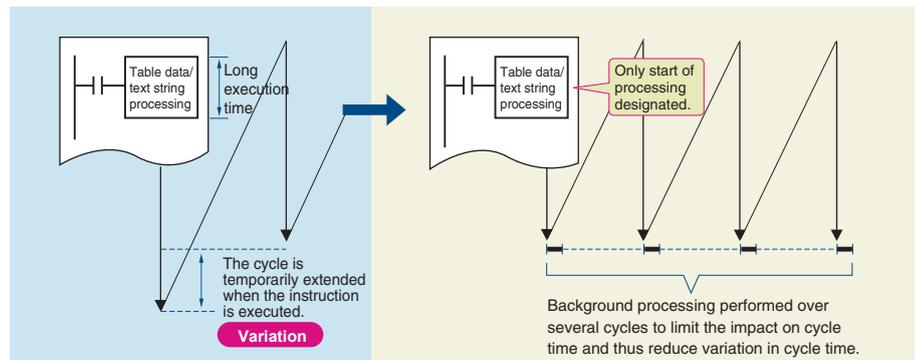 Table data/
text string
processing
Long
execution
time
The cycle is
temporarily extended
when the instruction
is executed.
Variation
Table data/
text string
processing
Only start of
processing
designated.
Background processing performed over
several cycles to limit the impact on cycle
time and thus reduce variation in cycle time.